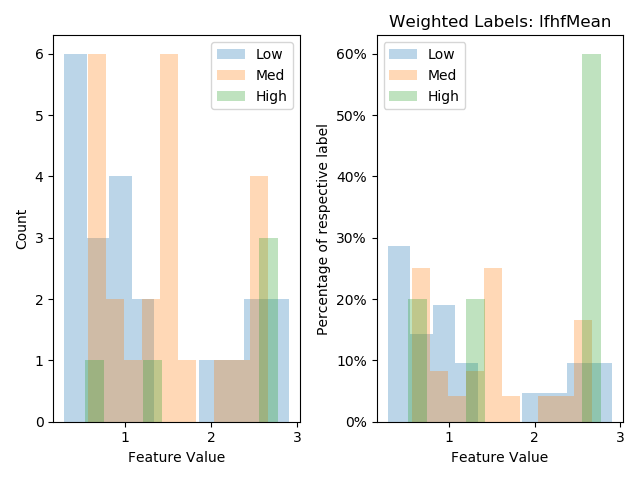 Weighted Labels: lfhfMean
6
5
4
3
2
1
0
Count
1
2
3
Feature Value
Low
Med
High
60%
50%
40%
30%
20%
10%
0%
Percentage of respective label
1
2
3
Feature Value
Low
Med
High